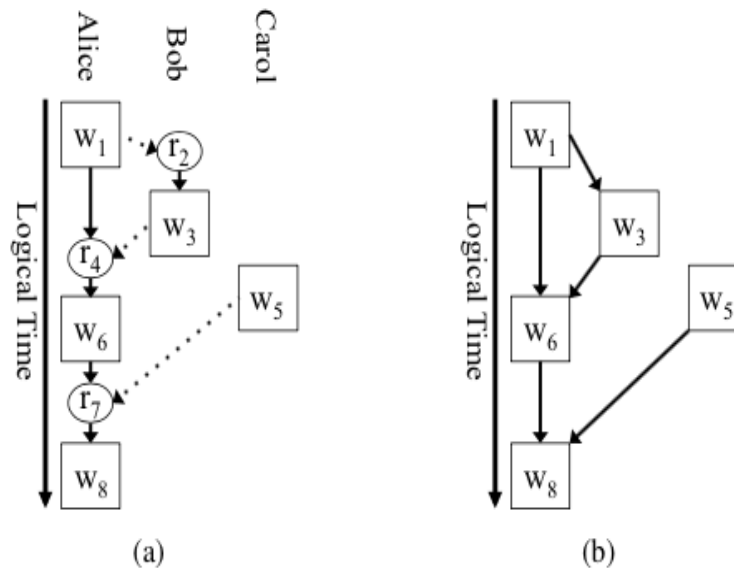 Alice
Bob
Carol
Logical Time
w1
r2
w3
r4
w5
w6
r7
w8
(a)
Logical Time
w1
w3
w5
w6
w8
(b)